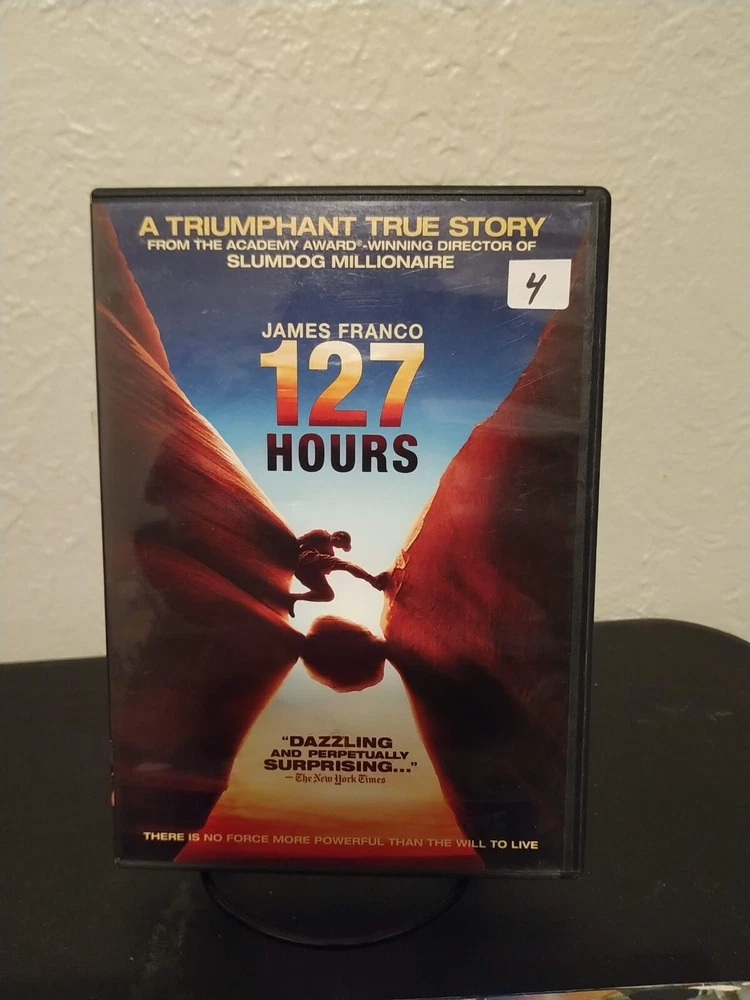 A TRIUMPHANT TRUE STORY
FROM THE ACADEMY AWARD®-WINNING DIRECTOR OF
SLUMDOG MILLIONAIRE
4
JAMES FRANCO
127
HOURS
“DAZZLING
AND PERPETUALLY
SURPRISING...”
—The New York Times
THERE IS NO FORCE MORE POWERFUL THAN THE WILL TO LIVE